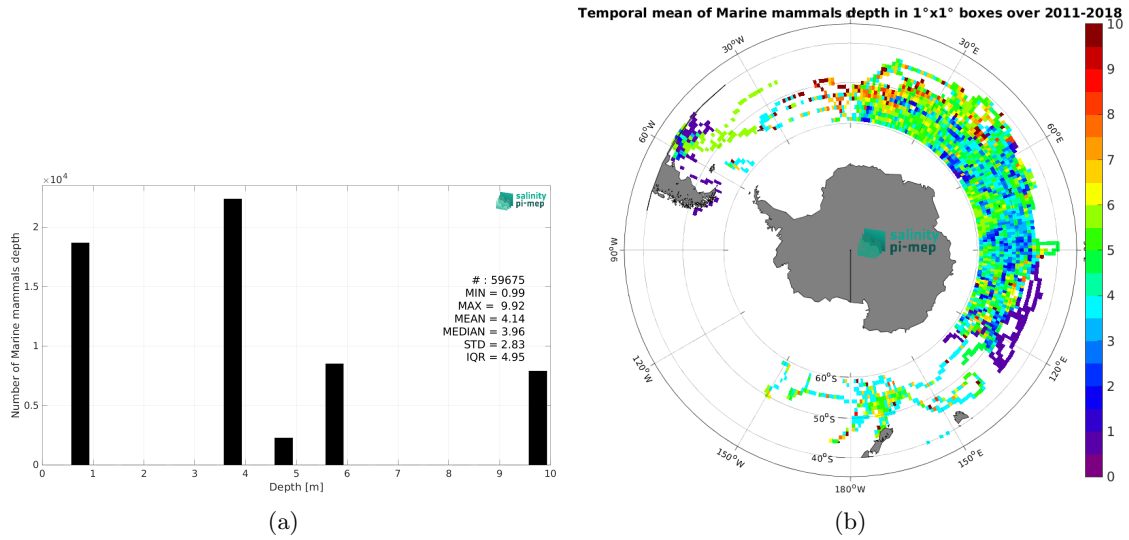 ×10⁴
2
1.5
1
0.5
0
Number of Marine mammals depth
0 1 2 3 4 5 6 7 8 9 10
Depth [m]
salinity
pi-mep
# : 59675
MIN = 0.99
MAX = 9.92
MEAN = 4.14
MEDIAN = 3.96
STD = 2.83
IQR = 4.95
(a)
Temporal mean of Marine mammals depth in 1°x1° boxes over 2011-2018
30°W
30°E
60°W
60°E
90°W
120°W
120°E
150°W
150°E
180°W
60°S
50°S
40°S
salinity
pi-mep
10
9
8
7
6
5
4
3
2
1
0
(b)